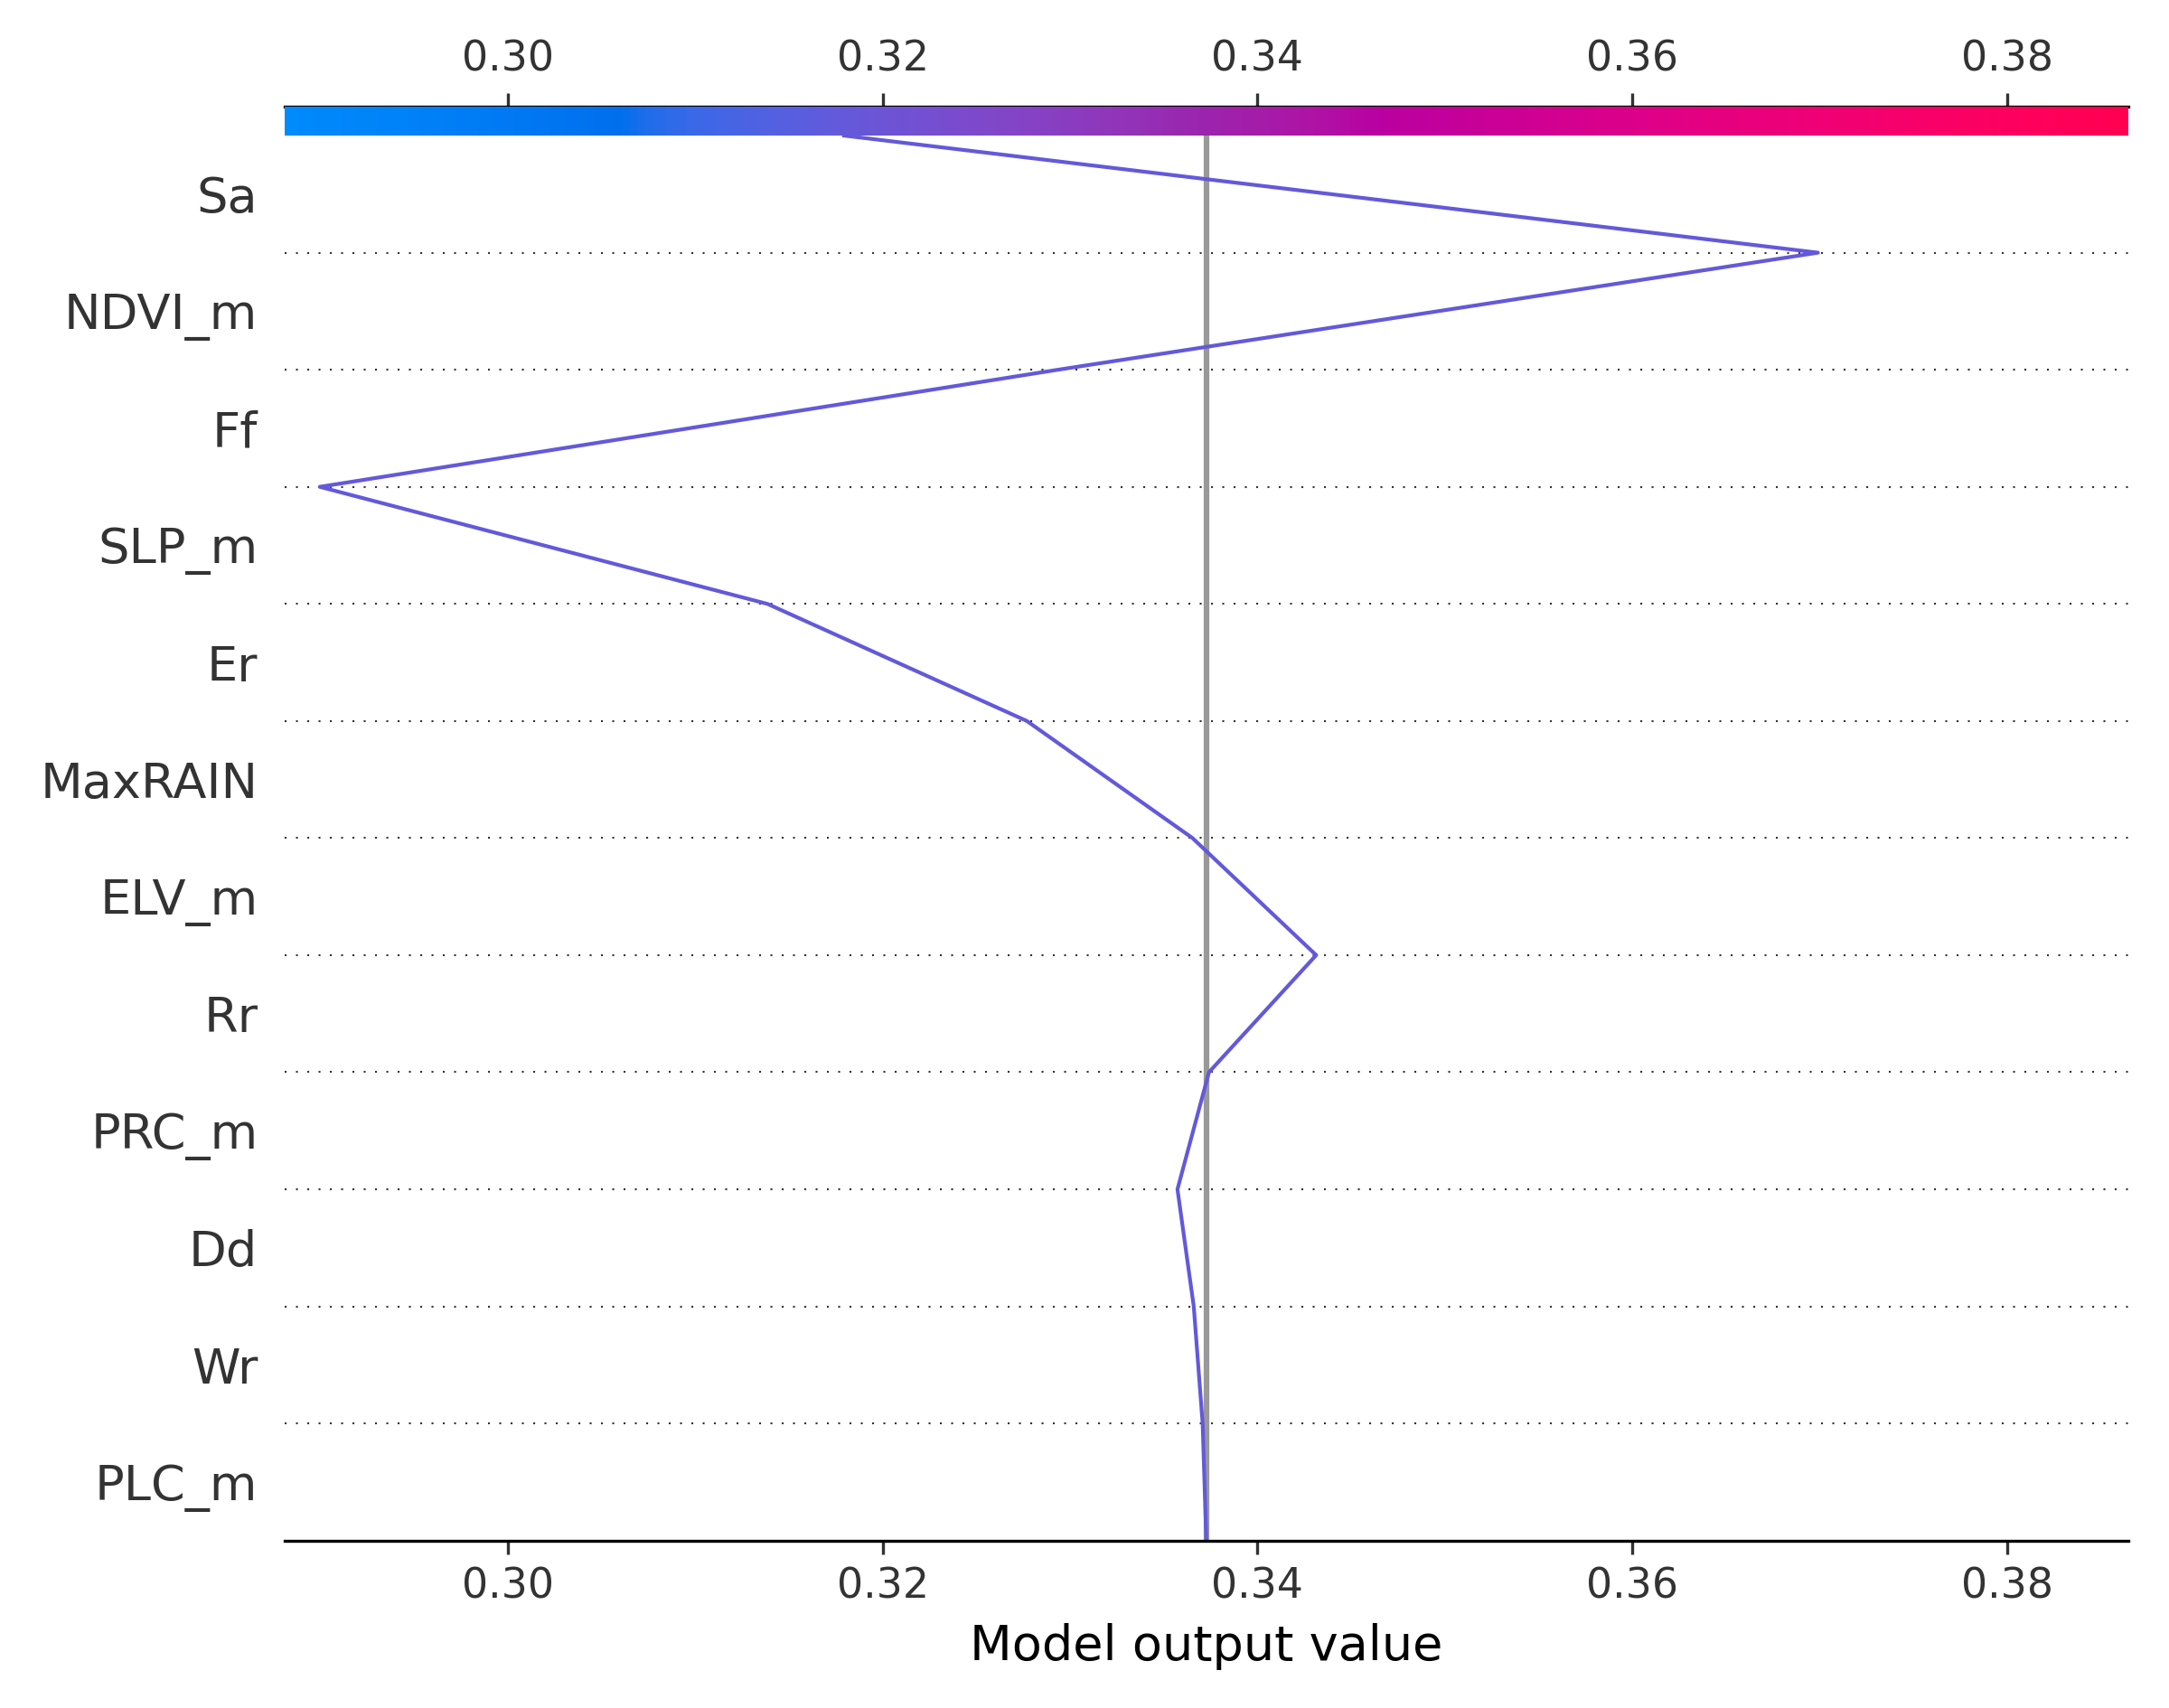 0.30 0.32 0.34 0.36 0.38
Sa
NDVI_m
Ff
SLP_m
Er
MaxRAIN
ELV_m
Rr
PRC_m
Dd
Wr
PLC_m
0.30 0.32 0.34 0.36 0.38
Model output value